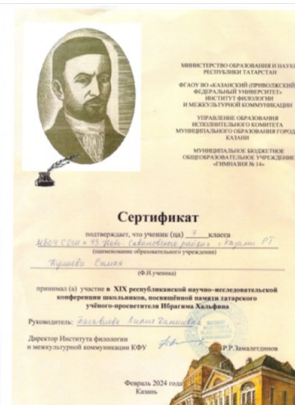 МИНИСТЕРСТВО ОБРАЗОВАНИЯ И НАУКИ
РЕСПУБЛИКИ ТАТАРСТАН
ФГАОУ ВО «КАЗАНСКИЙ (ПРИВОЛЖСКИЙ)
ФЕДЕРАЛЬНЫЙ УНИВЕРСИТЕТ»
ИНСТИТУТ ФИЛОЛОГИИ
И МЕЖКУЛЬТУРНОЙ КОММУНИКАЦИИ
УПРАВЛЕНИЕ ОБРАЗОВАНИЯ
ИСПОЛНИТЕЛЬНОГО КОМИТЕТА
МУНИЦИПАЛЬНОГО ОБРАЗОВАНИЯ ГОРОДА
КАЗАНИ
МУНИЦИПАЛЬНОЕ БЮДЖЕТНОЕ
ОБЩЕОБРАЗОВАТЕЛЬНОЕ УЧРЕЖДЕНИЕ
«ГИМНАЗИЯ № 14»
Сертификат
подтверждает, что ученик (ца) класса
г. Казани РТ
(наименование образовательного учреждения)
(Ф.И.ученика)
принимал (а) участие в XIX республиканской научно-исследовательской
конференции школьников, посвящённой памяти татарского
учёного-просветителя Ибрагима Хальфина
Руководитель:
Директор Института филологии
и межкультурной коммуникации КФУ Р.Р.Замалетдинов
Февраль 2024 года
Казань